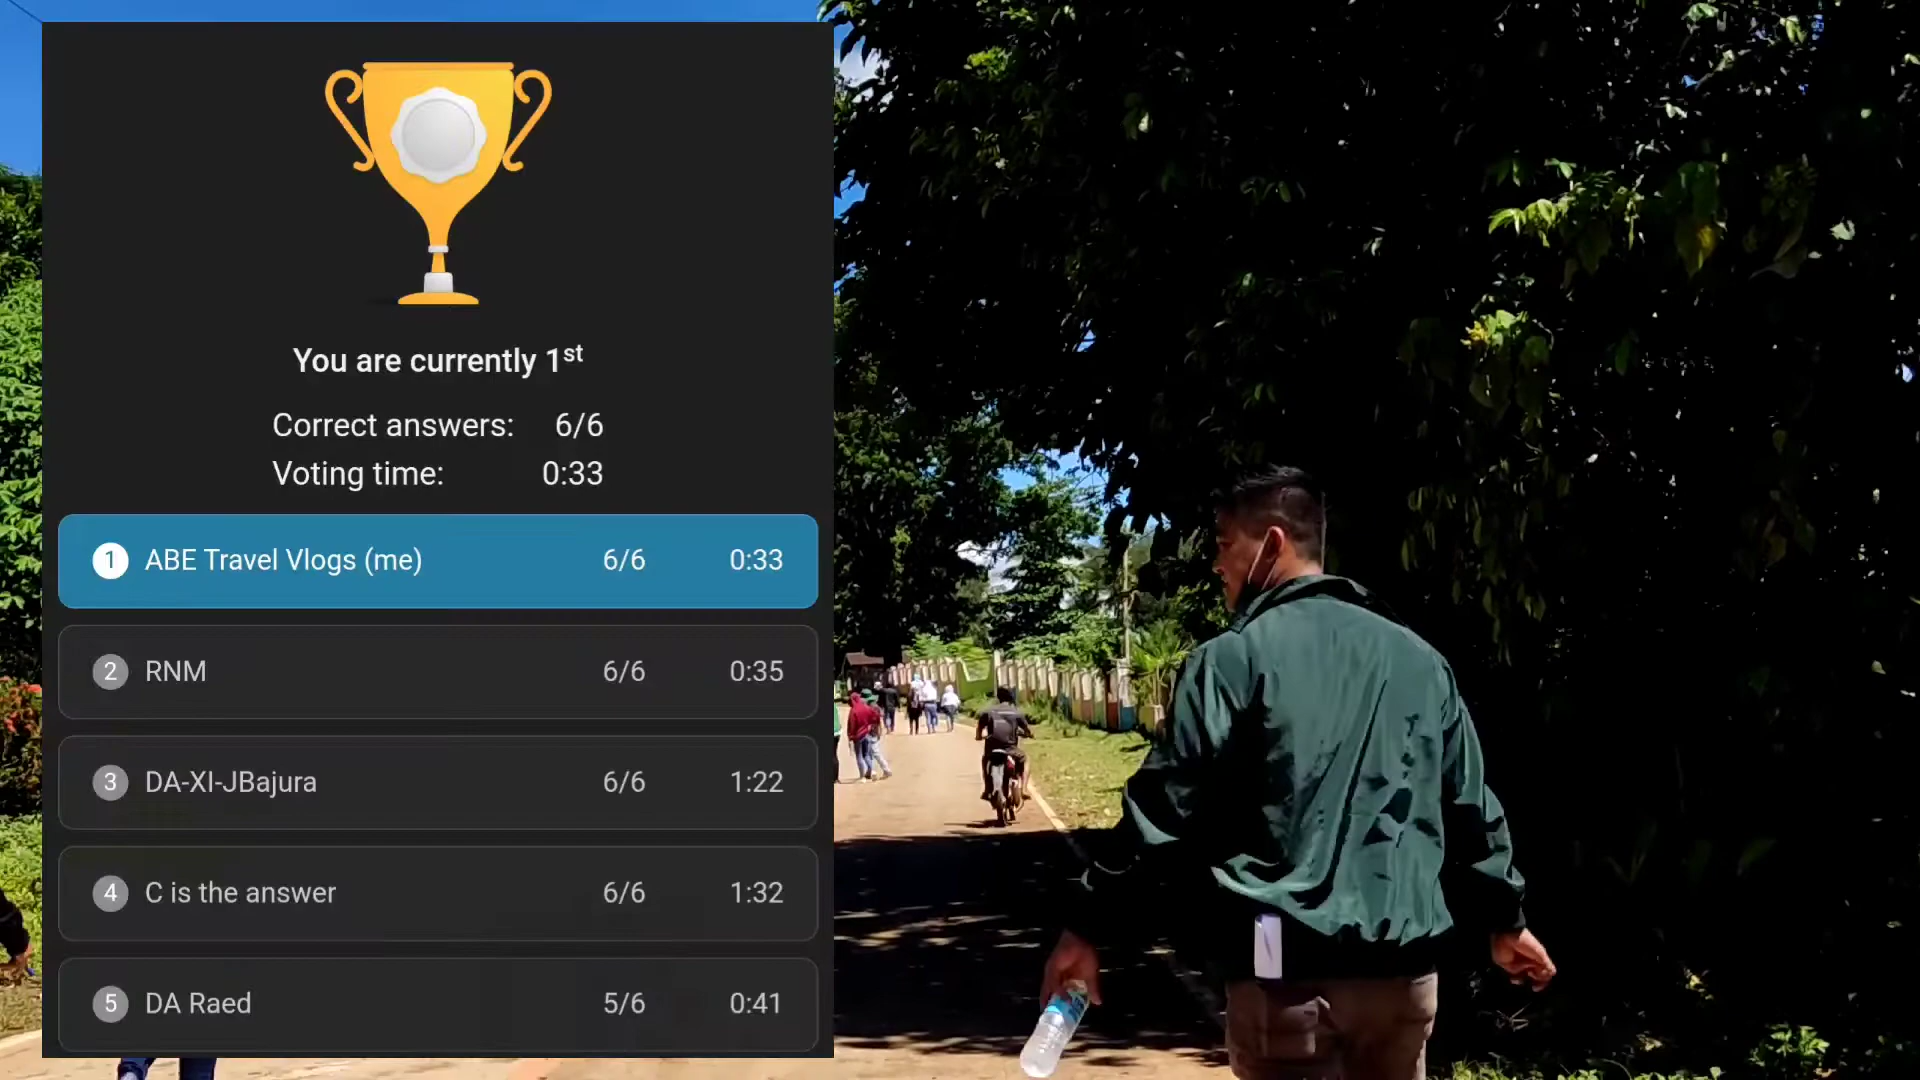 You are currently 1st
Correct answers: 6/6
Voting time: 0:33
1 ABE Travel Vlogs (me) 6/6 0:33
2 RNM 6/6 0:35
3 DA-XI-JBajura 6/6 1:22
4 C is the answer 6/6 1:32
5 DA Raed 5/6 0:41